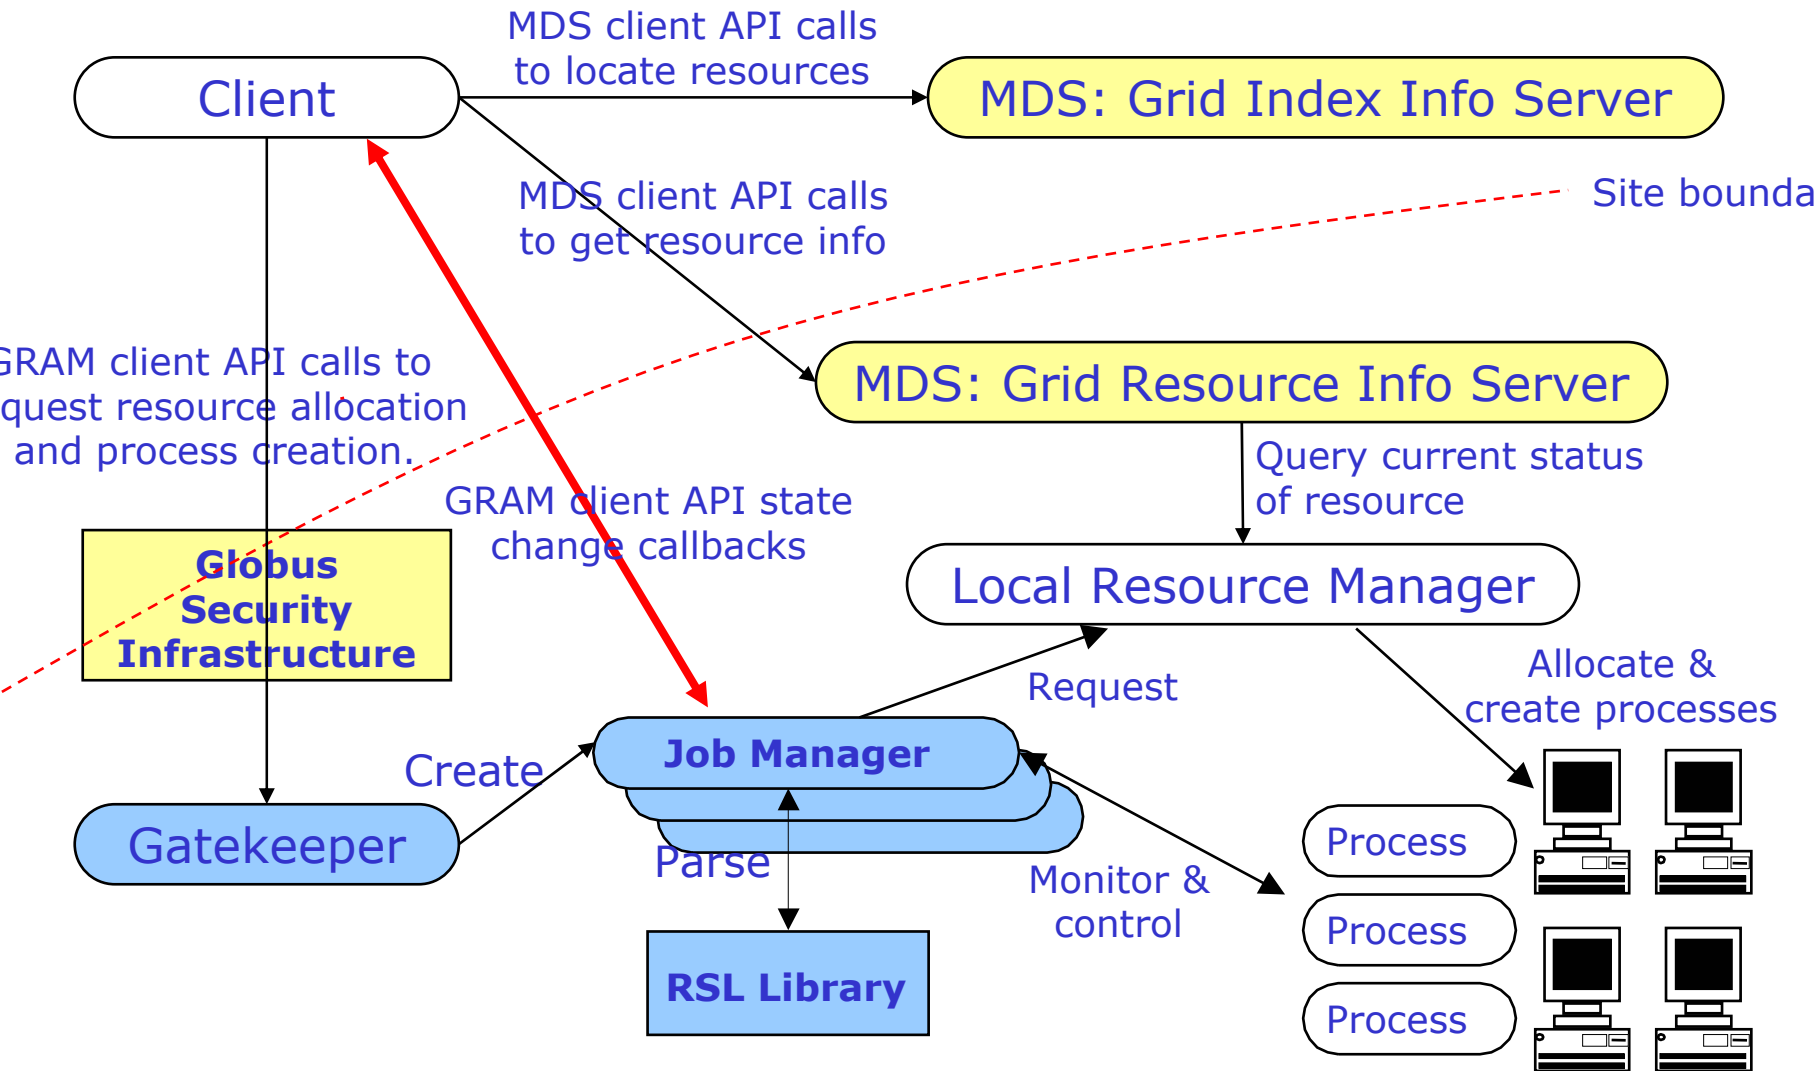 MDS client API calls
to locate resources
Client
MDS: Grid Index Info Server
MDS client API calls
to get resource info
Site bounda
GRAM client API calls to
quest resource allocation
and process creation.
MDS: Grid Resource Info Server
Query current status
of resource
GRAM client API state
change callbacks
Globus
Security
Infrastructure
Local Resource Manager
Request
Allocate &
create processes
Job Manager
Create
Gatekeeper
Parse
Monitor &
control
Process
Process
Process
RSL Library